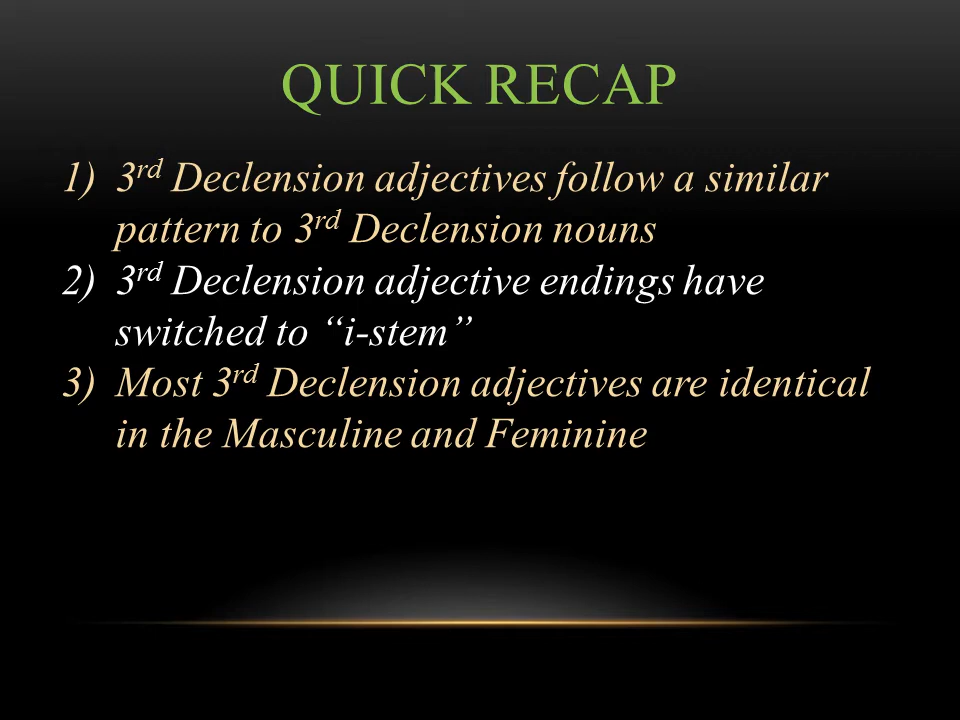 QUICK RECAP
1) 3rd Declension adjectives follow a similar
pattern to 3rd Declension nouns
2) 3rd Declension adjective endings have
switched to “i-stem”
3) Most 3rd Declension adjectives are identical
in the Masculine and Feminine